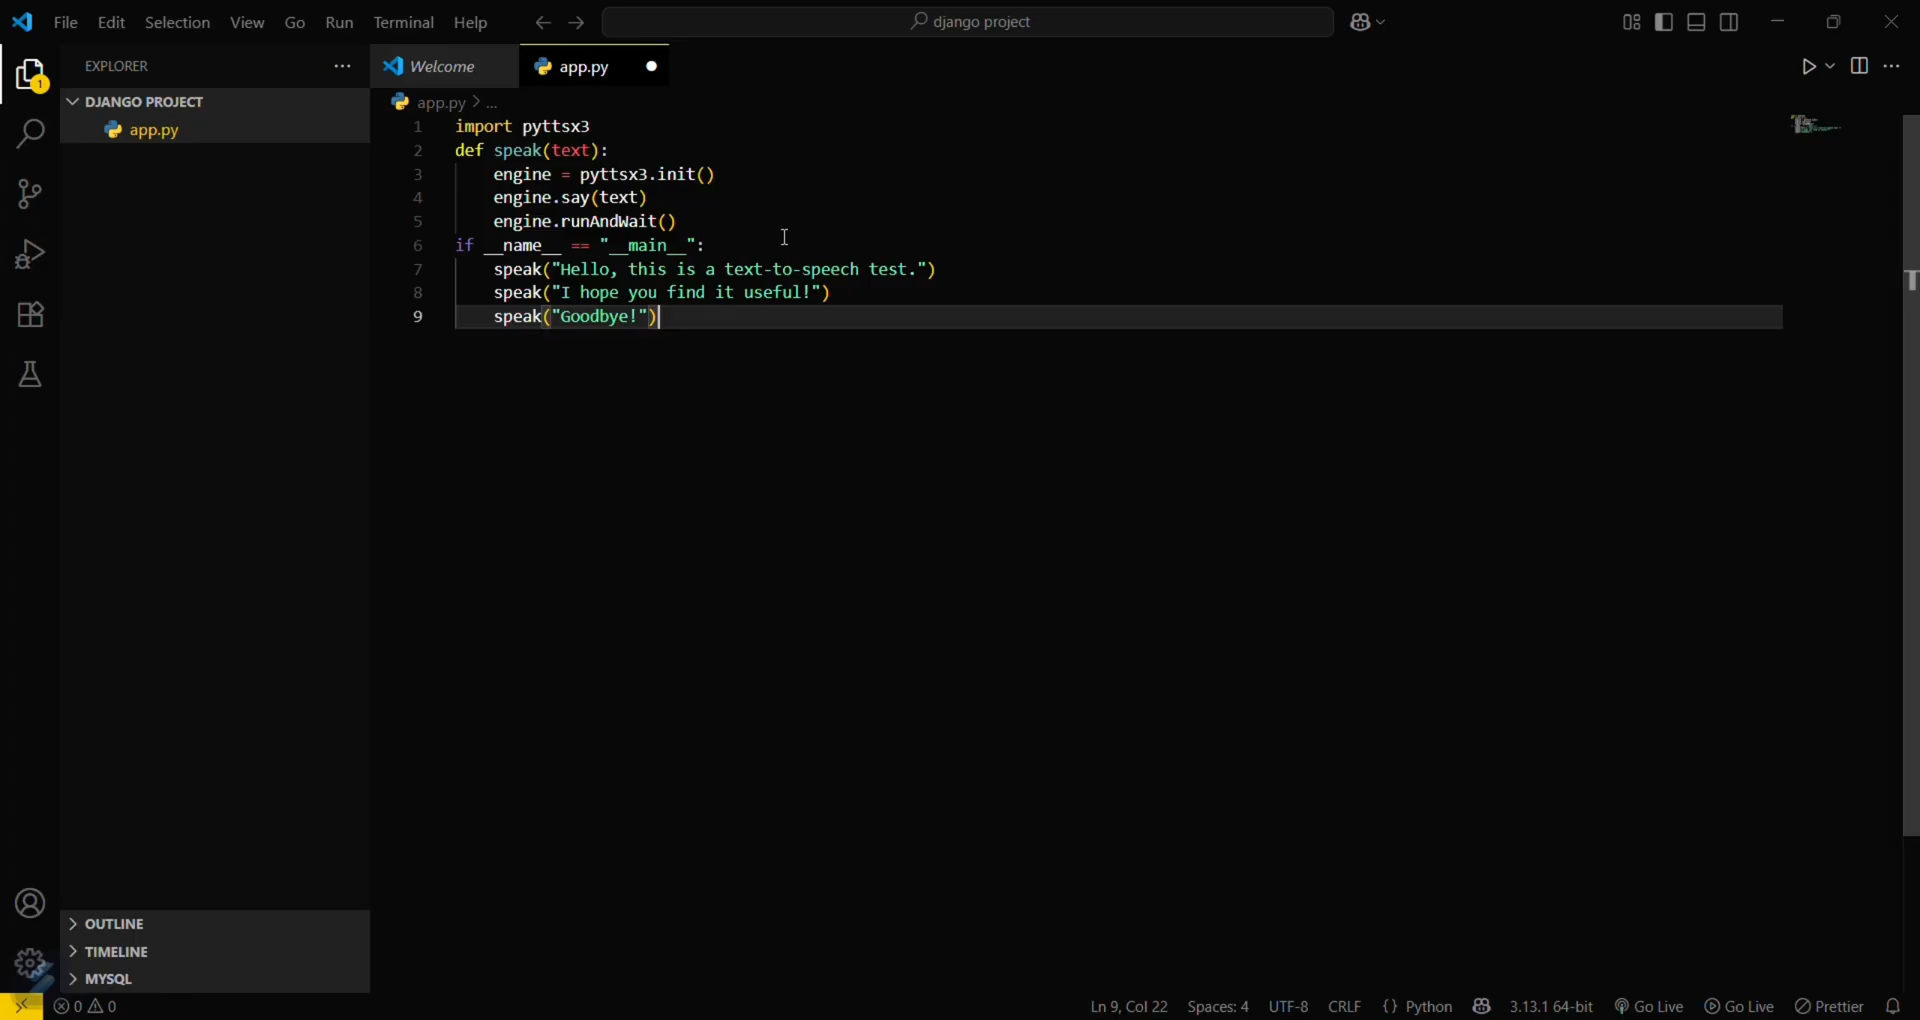 File Edit Selection View Go Run Terminal Help
django project
EXPLORER
Welcome
app.py
1
DJANGO PROJECT
app.py
app.py > ...
1 import pyttsx3
2 def speak(text):
3     engine = pyttsx3.init()
4     engine.say(text)
5     engine.runAndWait()
6 if __name__ == "__main__":
7     speak("Hello, this is a text-to-speech test.")
8     speak("I hope you find it useful!")
9     speak("Goodbye!")
OUTLINE
TIMELINE
MYSQL
0 0 Ln 9, Col 22 Spaces: 4 UTF-8 CRLF {} Python 3.13.1 64-bit Go Live Go Live Prettier